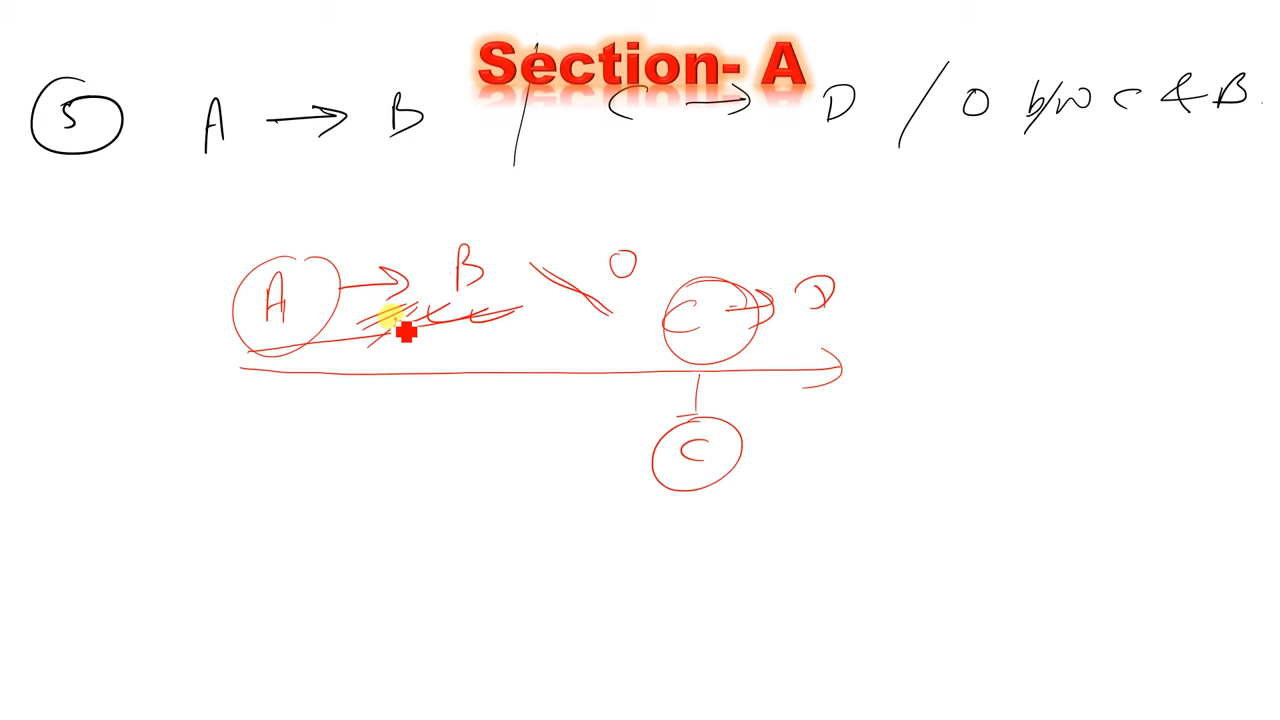 Section- A
5 A → B / C → D / O b/w C & B.
A → B \ O C → D
C